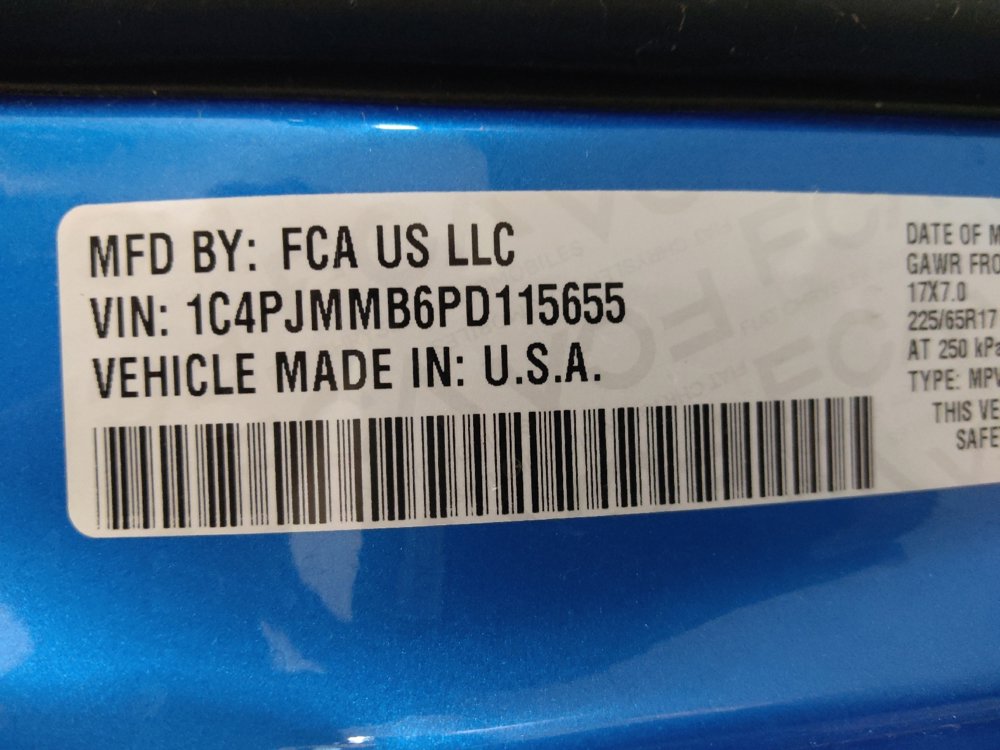 MFD BY: FCA US LLC
VIN: 1C4PJMMB6PD115655
VEHICLE MADE IN: U.S.A.
DATE OF M
GAWR FRO
17X7.0
225/65R17
AT 250 kPa
TYPE: MPV
THIS VE
SAFE